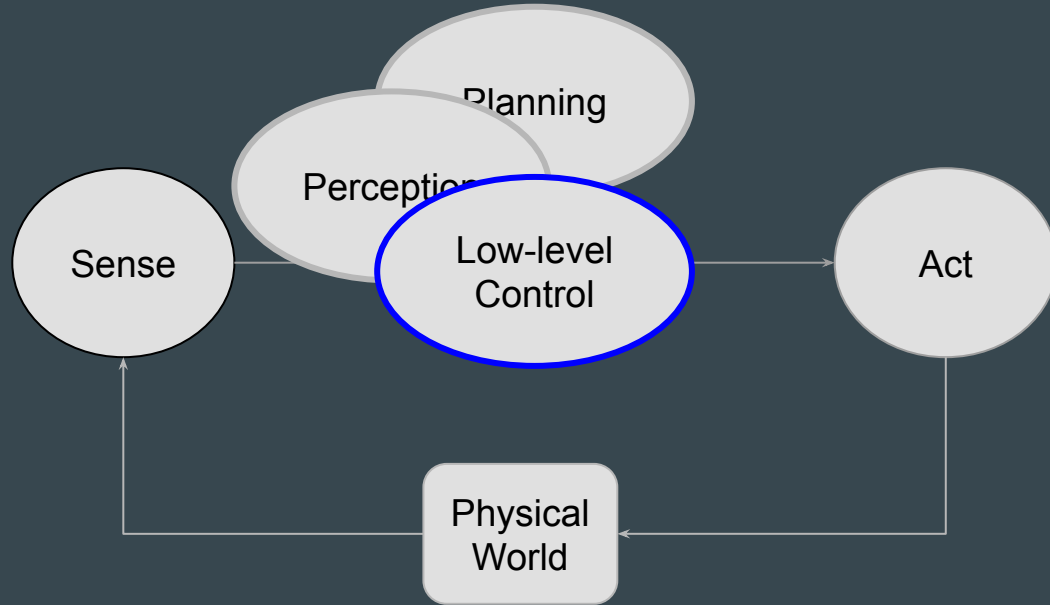 Planning
Perception
Sense
Low-level
Control
Act
Physical
World